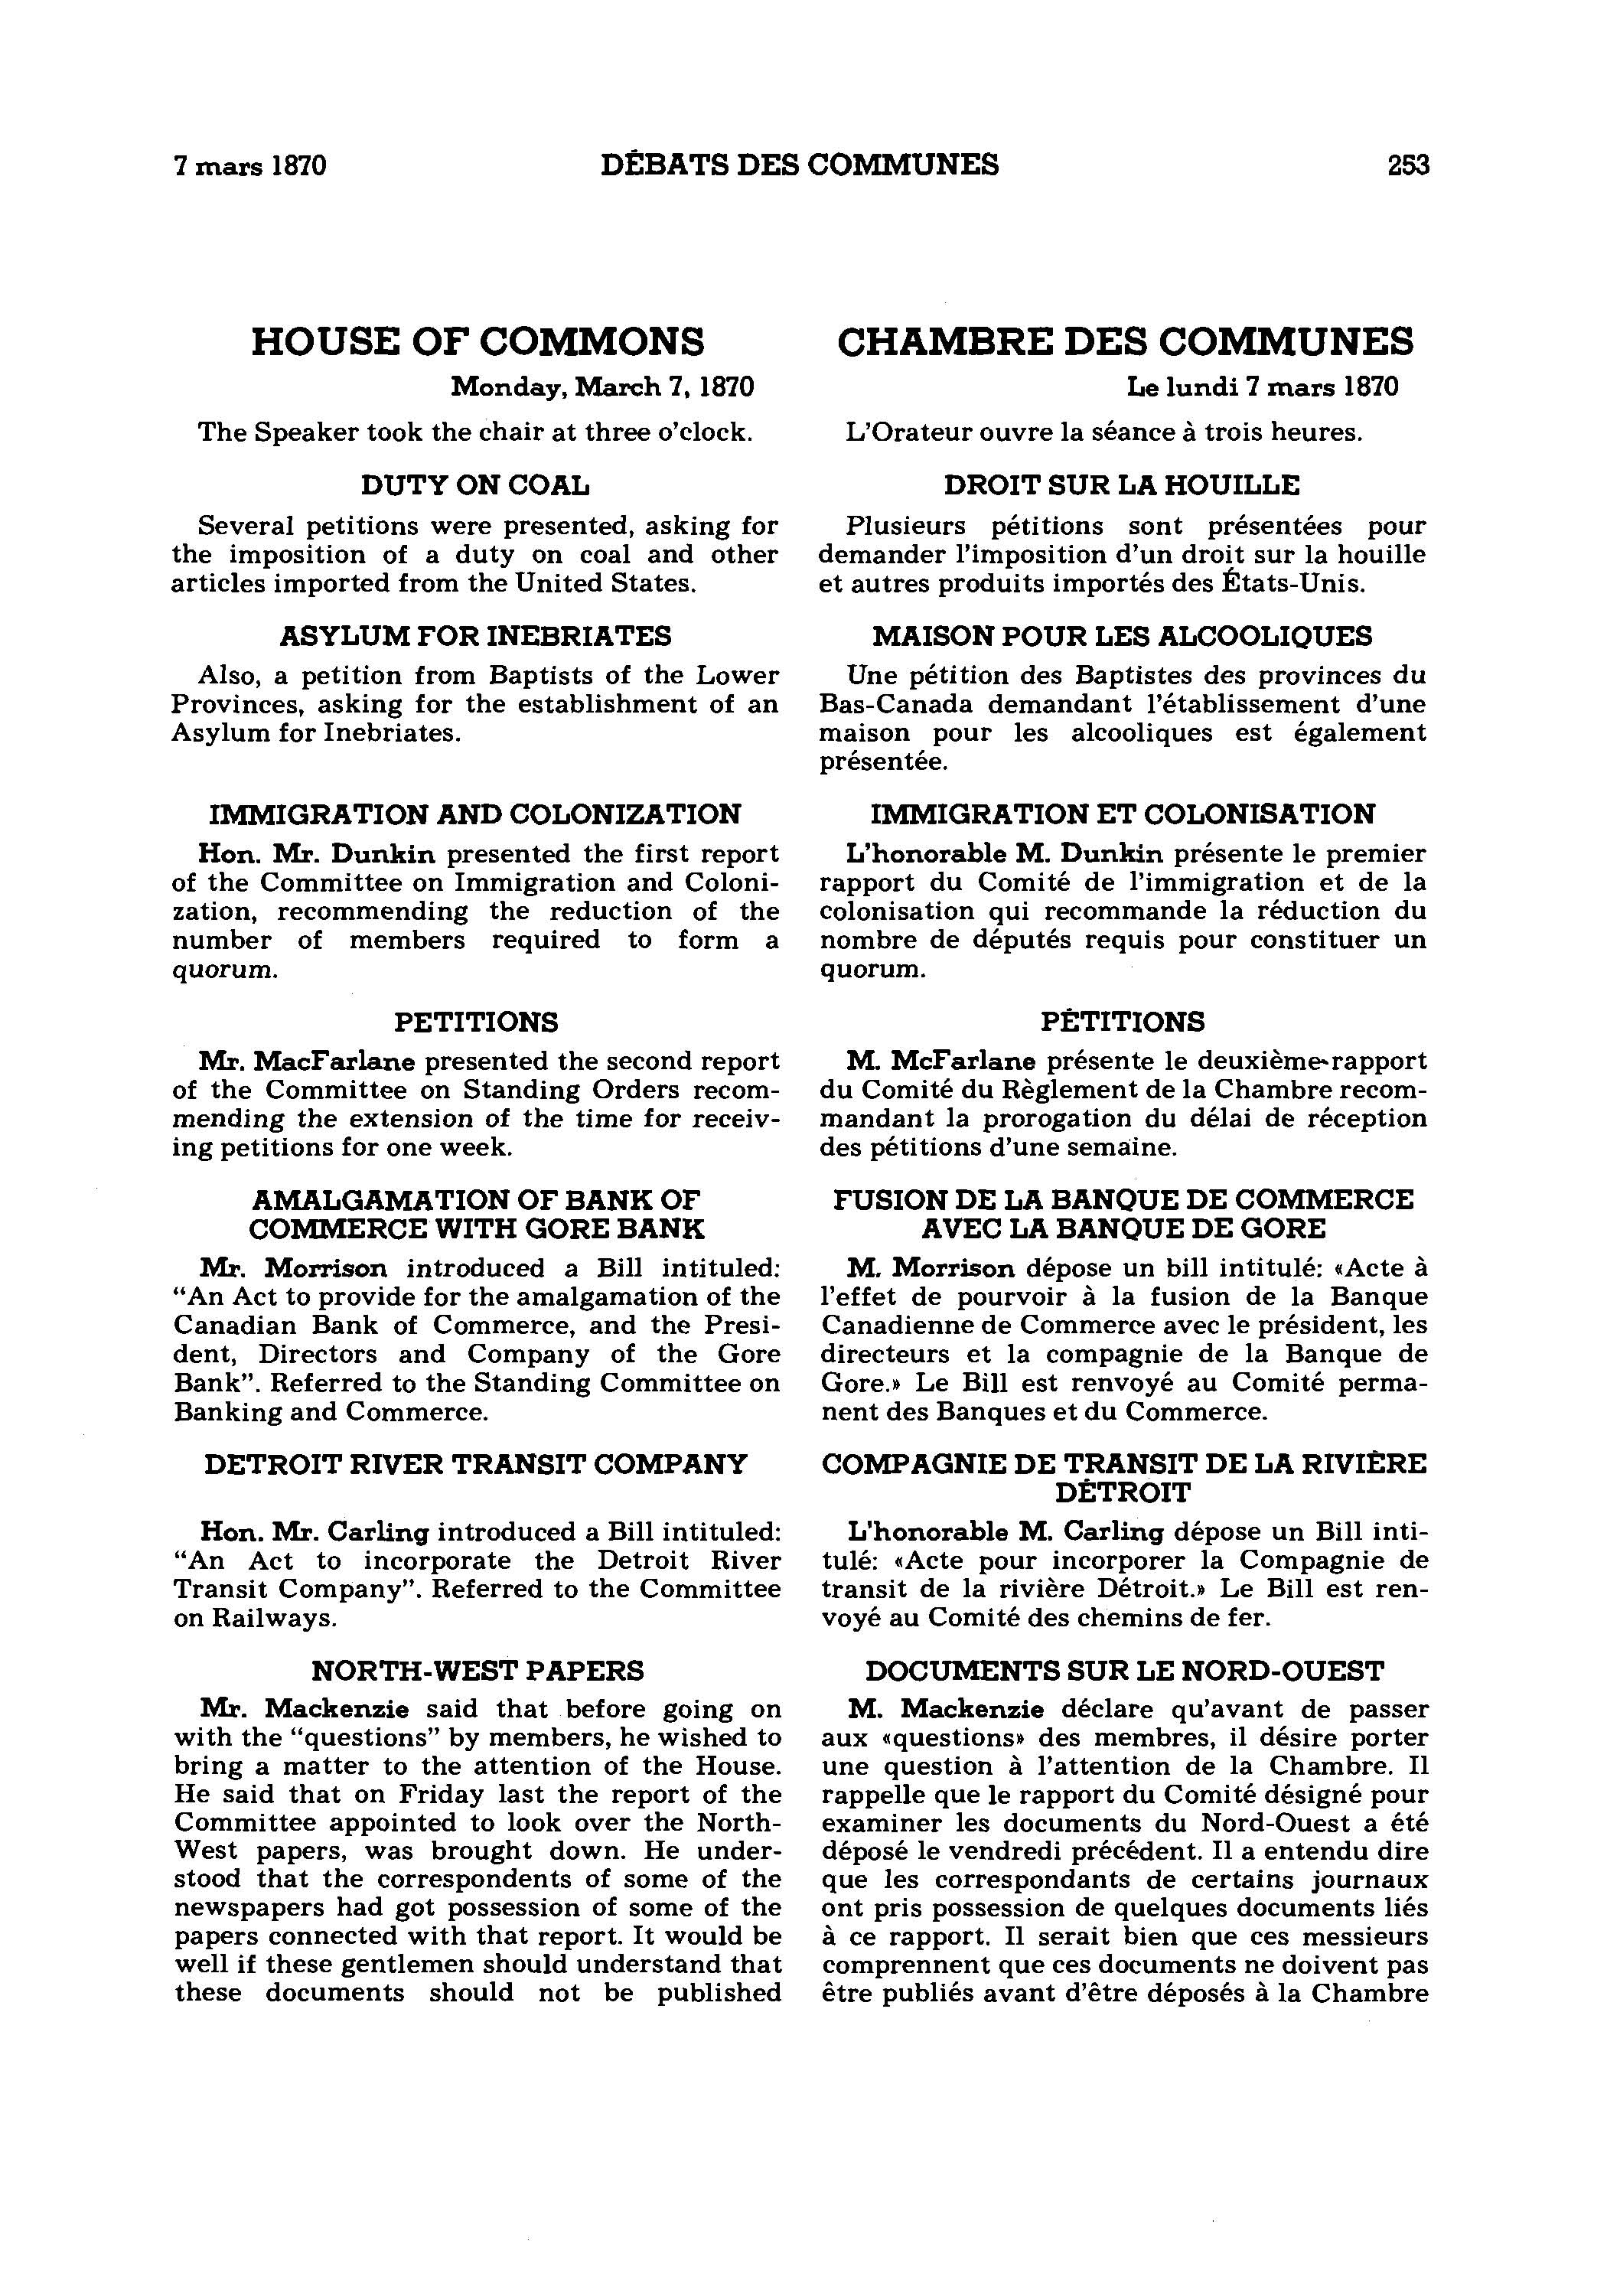 7 mars 1870 DÉBATS DES COMMUNES 253
HOUSE OF COMMONS
Monday, March 7, 1870
The Speaker took the chair at three o'clock.
DUTY ON COAL
Several petitions were presented, asking for
the imposition of a duty on coal and other
articles imported from the United States.
ASYLUM FOR INEBRIATES
Also, a petition from Baptists of the Lower
Provinces, asking for the establishment of an
Asylum for Inebriates.
IMMIGRATION AND COLONIZATION
Hon. Mr. Dunkin presented the first report
of the Committee on Immigration and Coloni-
zation, recommending the reduction of the
number of members required to form a
quorum.
PETITIONS
Mr. MacFarlane presented the second report
of the Committee on Standing Orders recom-
mending the extension of the time for receiv-
ing petitions for one week.
AMALGAMATION OF BANK OF
COMMERCE WITH GORE BANK
Mr. Morrison introduced a Bill intituled:
“An Act to provide for the amalgamation of the
Canadian Bank of Commerce, and the Presi-
dent, Directors and Company of the Gore
Bank”. Referred to the Standing Committee on
Banking and Commerce.
DETROIT RIVER TRANSIT COMPANY
Hon. Mr. Carling introduced a Bill intituled:
“An Act to incorporate the Detroit River
Transit Company”. Referred to the Committee
on Railways.
NORTH-WEST PAPERS
Mr. Mackenzie said that before going on
with the “questions” by members, he wished to
bring a matter to the attention of the House.
He said that on Friday last the report of the
Committee appointed to look over the North-
West papers, was brought down. He under-
stood that the correspondents of some of the
newspapers had got possession of some of the
papers connected with that report. It would be
well if these gentlemen should understand that
these documents should not be published
CHAMBRE DES COMMUNES
Le lundi 7 mars 1870
L'Orateur ouvre la séance à trois heures.
DROIT SUR LA HOUILLE
Plusieurs pétitions sont présentées pour
demander l'imposition d'un droit sur la houille
et autres produits importés des États-Unis.
MAISON POUR LES ALCOOLIQUES
Une pétition des Baptistes des provinces du
Bas-Canada demandant l'établissement d'une
maison pour les alcooliques est également
présentée.
IMMIGRATION ET COLONISATION
L'honorable M. Dunkin présente le premier
rapport du Comité de l'immigration et de la
colonisation qui recommande la réduction du
nombre de députés requis pour constituer un
quorum.
PÉTITIONS
M. McFarlane présente le deuxième rapport
du Comité du Règlement de la Chambre recom-
mandant la prorogation du délai de réception
des pétitions d'une semaine.
FUSION DE LA BANQUE DE COMMERCE
AVEC LA BANQUE DE GORE
M. Morrison dépose un bill intitulé: «Acte à
l'effet de pourvoir à la fusion de la Banque
Canadienne de Commerce avec le président, les
directeurs et la compagnie de la Banque de
Gore.» Le Bill est renvoyé au Comité perma-
nent des Banques et du Commerce.
COMPAGNIE DE TRANSIT DE LA RIVIÈRE
DÉTROIT
L'honorable M. Carling dépose un Bill inti-
tulé: «Acte pour incorporer la Compagnie de
transit de la rivière Détroit.» Le Bill est ren-
voyé au Comité des chemins de fer.
DOCUMENTS SUR LE NORD-OUEST
M. Mackenzie déclare qu'avant de passer
aux «questions» des membres, il désire porter
une question à l'attention de la Chambre. Il
rappelle que le rapport du Comité désigné pour
examiner les documents du Nord-Ouest a été
déposé le vendredi précédent. Il a entendu dire
que les correspondants de certains journaux
ont pris possession de quelques documents liés
à ce rapport. Il serait bien que ces messieurs
comprennent que ces documents ne doivent pas
être publiés avant d'être déposés à la Chambre